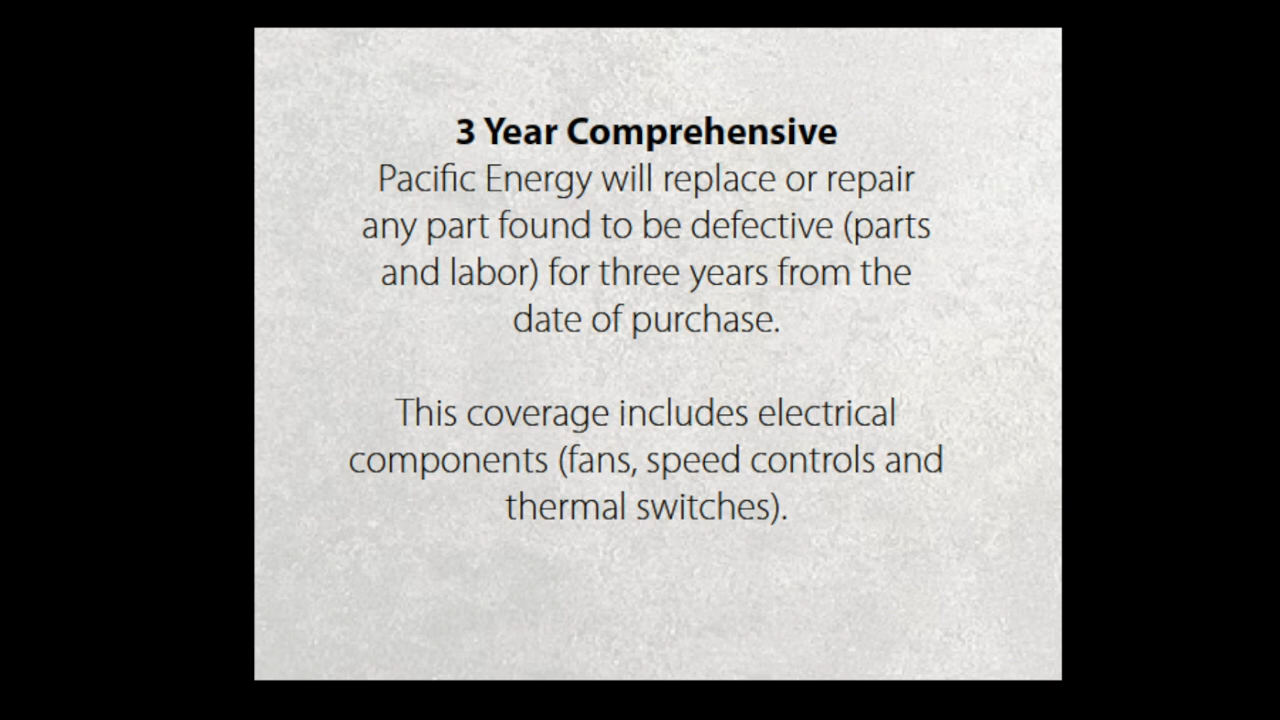 3 Year Comprehensive
Pacific Energy will replace or repair
any part found to be defective (parts
and labor) for three years from the
date of purchase.
This coverage includes electrical
components (fans, speed controls and
thermal switches).